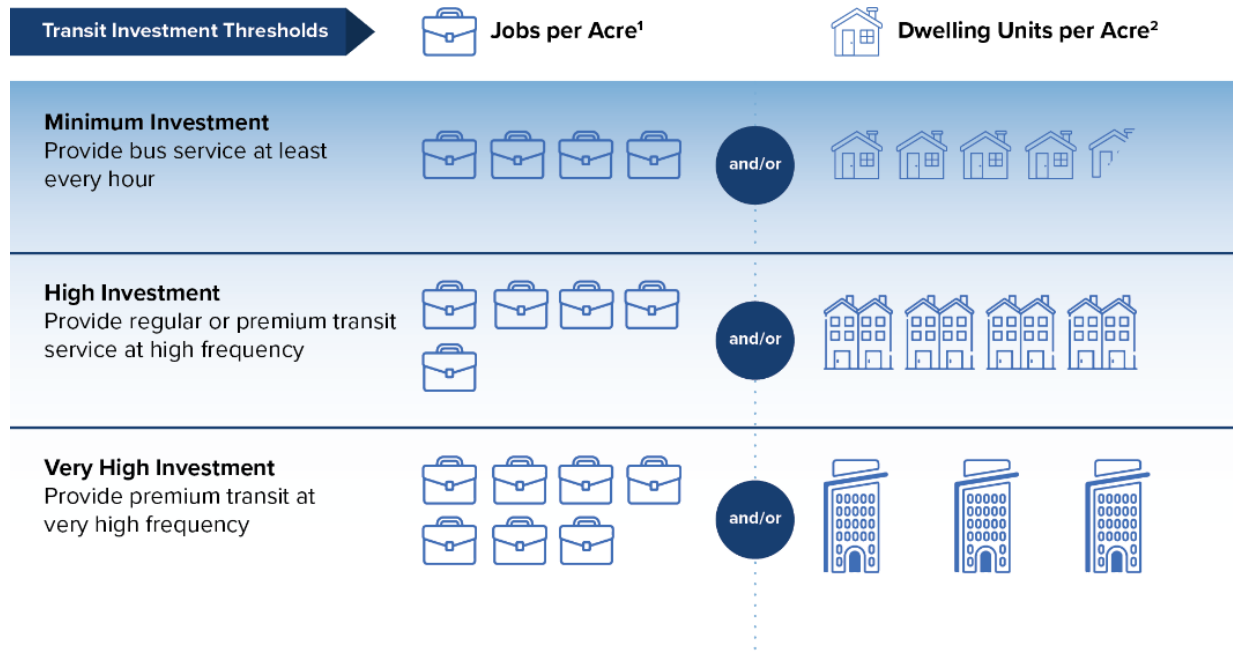 Transit Investment Thresholds
Jobs per Acre¹
Dwelling Units per Acre²
Minimum Investment
Provide bus service at least
every hour
and/or
High Investment
Provide regular or premium transit
service at high frequency
and/or
Very High Investment
Provide premium transit at
very high frequency
and/or